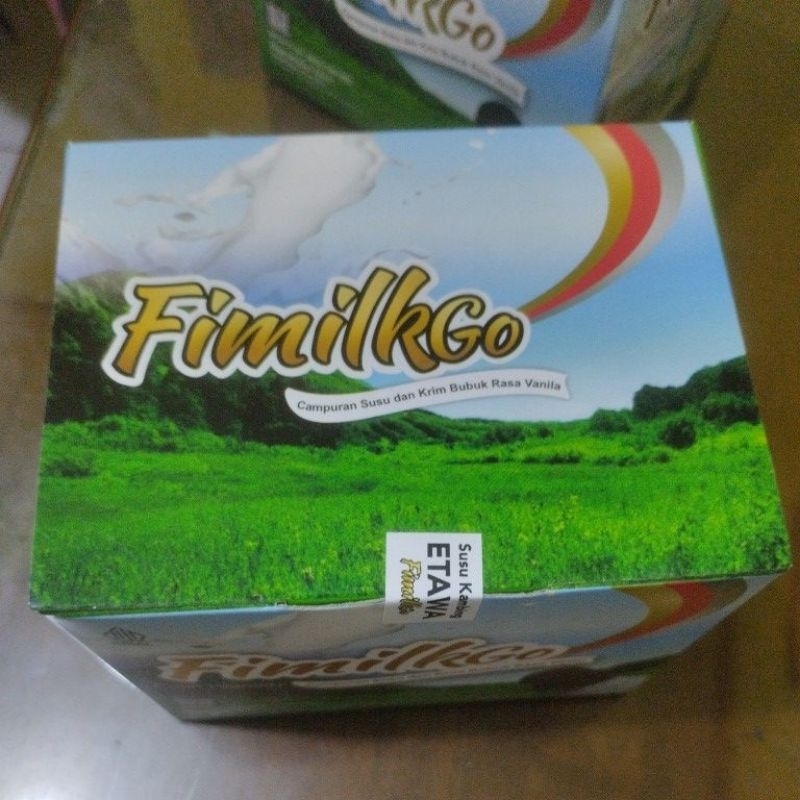 FimilkGo
Campuran Susu dan Krim Bubuk Rasa Vanila
Susu Kambing
ETAWA
Fimilk
FimilkGo